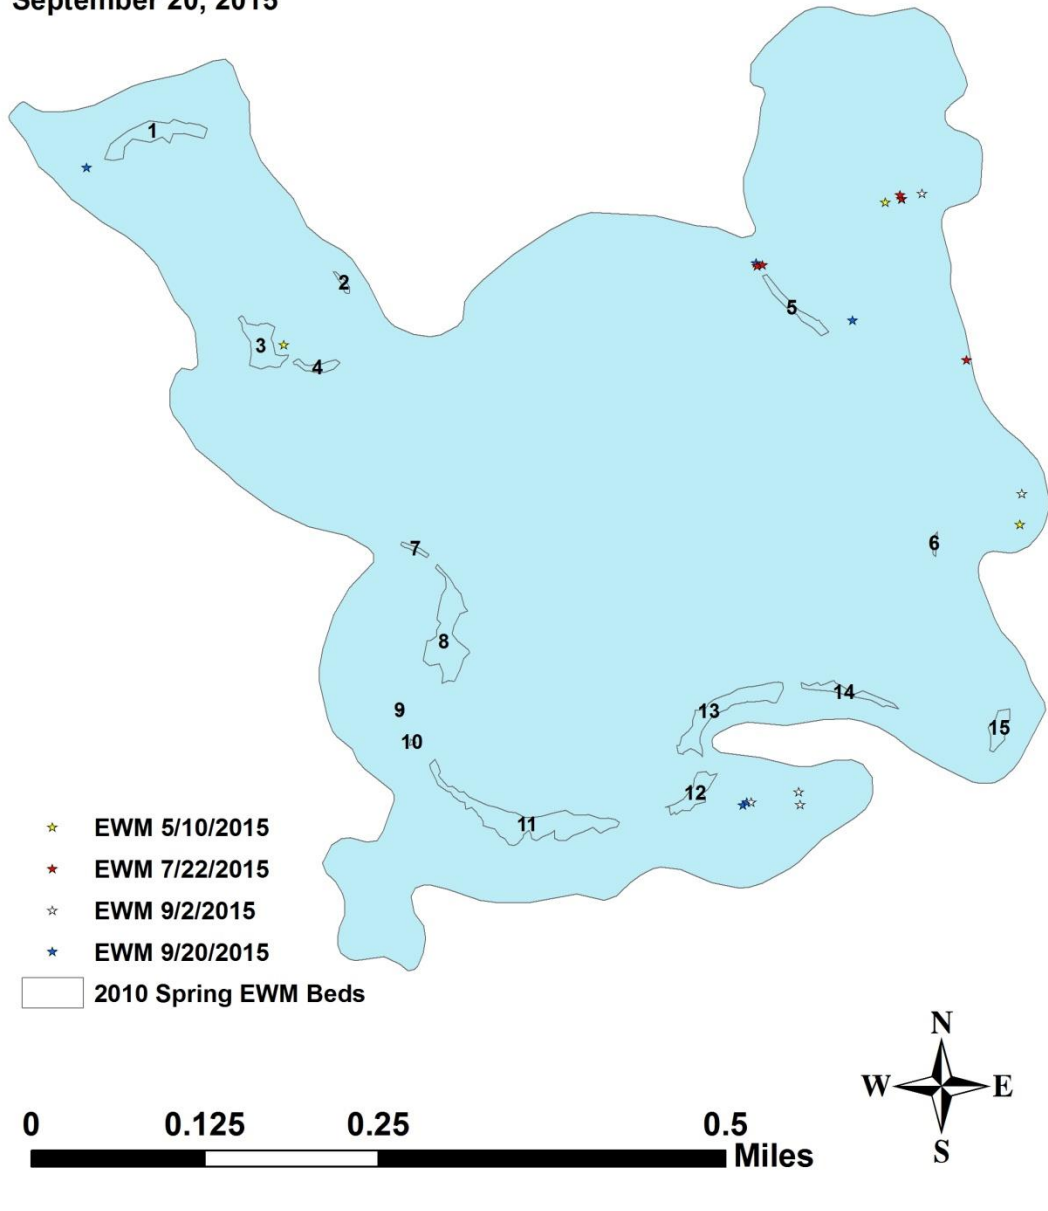 September 20, 2015
1
2
3
4
5
6
7
8
9
10
11
12
13
14
15
EWM 5/10/2015
EWM 7/22/2015
EWM 9/2/2015
EWM 9/20/2015
2010 Spring EWM Beds
N
W E
S
0 0.125 0.25 0.5
Miles